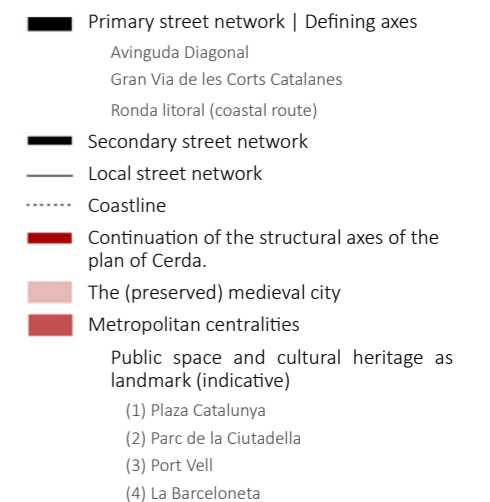 Primary street network | Defining axes
Avinguda Diagonal
Gran Via de les Corts Catalanes
Ronda litoral (coastal route)
Secondary street network
Local street network
Coastline
Continuation of the structural axes of the
plan of Cerda.
The (preserved) medieval city
Metropolitan centralities
Public space and cultural heritage as
landmark (indicative)
(1) Plaza Catalunya
(2) Parc de la Ciutadella
(3) Port Vell
(4) La Barceloneta